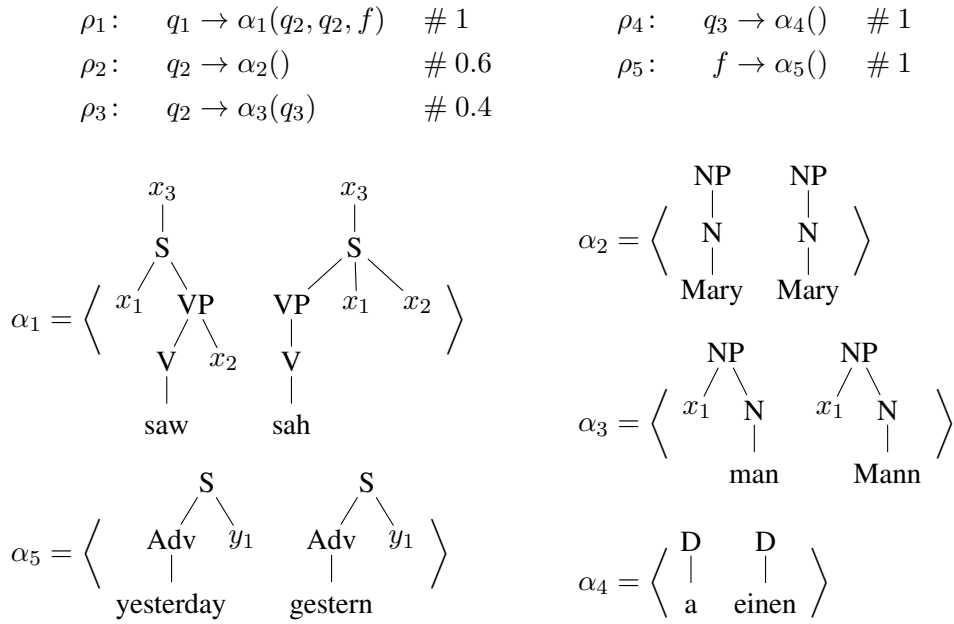 ρ₁: q₁ → α₁(q₂, q₂, f) # 1
ρ₂: q₂ → α₂() # 0.6
ρ₃: q₂ → α₃(q₃) # 0.4
ρ₄: q₃ → α₄() # 1
ρ₅: f → α₅() # 1
x₃ x₃
S S
x₁ VP VP x₁ x₂
α₁ = ⟨ ⟩
V x₂ V
saw sah
NP NP
α₂ = ⟨ N N ⟩
Mary Mary
NP NP
α₃ = ⟨ x₁ N x₁ N ⟩
man Mann
S S
α₅ = ⟨ Adv y₁ Adv y₁ ⟩
yesterday gestern
D D
α₄ = ⟨ ⟩
a einen